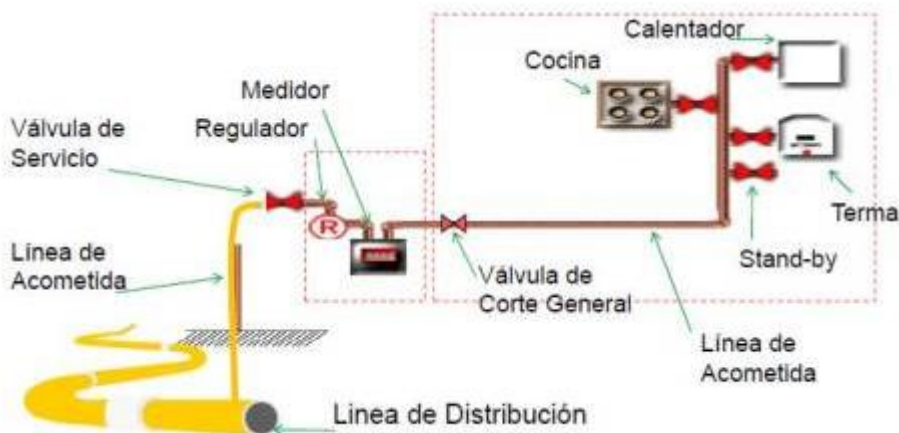 Calentador
Cocina
Medidor
Regulador
Válvula de
Servicio
R
Terma
Línea de
Acometida
Stand-by
Válvula de
Corte General
Línea de
Acometida
Linea de Distribución